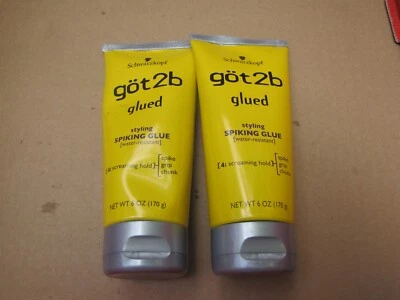 Schwarzkopf
göt2b
glued
styling
SPIKING GLUE
[water-resistant]
[4: screaming hold]
spike
grip
chunk
NET WT 6 OZ (170 g)
Schwarzkopf
göt2b
glued
styling
SPIKING GLUE
[water-resistant]
[4: screaming hold]
spike
grip
chunk
NET WT 6 OZ (170 g)